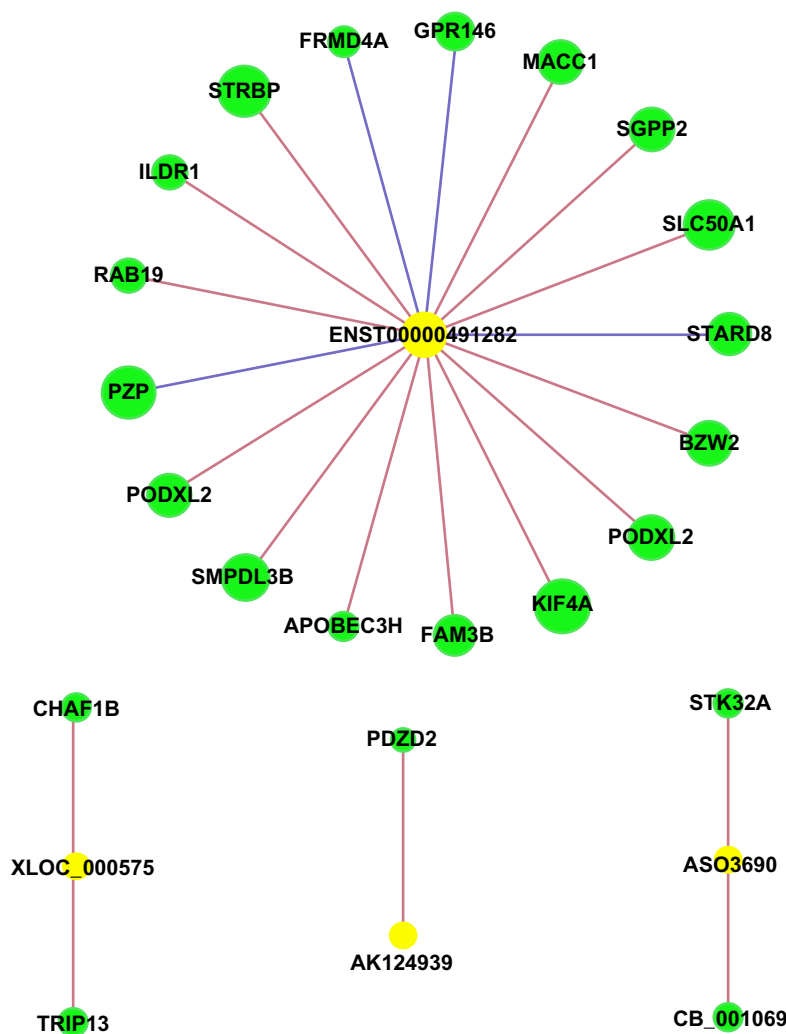 GPR146
FRMD4A
MACC1
STRBP
SGPP2
ILDR1
SLC50A1
RAB19
ENST00000491282
STARD8
PZP
BZW2
PODXL2
PODXL2
SMPDL3B
KIF4A
APOBEC3H
FAM3B
CHAF1B
STK32A
PDZD2
XLOC_000575
ASO3690
AK124939
TRIP13
CB_001069